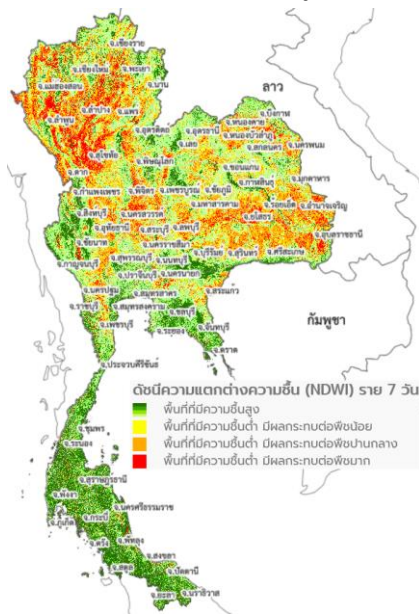 จ.เชียงราย
จ.เชียงใหม่
จ.พะเยา
จ.แม่ฮ่องสอน
จ.น่าน
ลาว
จ.ลำปาง
จ.แพร่
จ.บึงกาฬ
จ.หนองคาย
จ.ลำพูน
จ.อุตรดิตถ์
จ.อุดรธานี
จ.หนองบัวลำภู
จ.เลย
จ.นครพนม
จ.สกลนคร
จ.สุโขทัย
จ.พิษณุโลก
จ.ขอนแก่น
จ.ตาก
จ.กาฬสินธุ์
จ.มุกดาหาร
จ.กำแพงเพชร
จ.พิจิตร
จ.เพชรบูรณ์
จ.ชัยภูมิ
จ.มหาสารคาม
จ.ร้อยเอ็ด
จ.อำนาจเจริญ
จ.ยโสธร
จ.สิงห์บุรี
จ.นครสวรรค์
จ.อุทัยธานี
จ.สระบุรี
จ.ลพบุรี
จ.อุบลราชธานี
จ.ชัยนาท
จ.นครราชสีมา
จ.บุรีรัมย์
จ.สุรินทร์
จ.ศรีสะเกษ
จ.กาญจนบุรี
จ.สุพรรณบุรี
จ.นนทบุรี
จ.ปราจีนบุรี
จ.นครนายก
จ.สระแก้ว
จ.นครปฐม
จ.สมุทรสาคร
จ.ราชบุรี
จ.สมุทรสงคราม
จ.ชลบุรี
กัมพูชา
จ.เพชรบุรี
จ.ระยอง
จ.จันทบุรี
จ.ตราด
จ.ประจวบคีรีขันธ์
ดัชนีความแตกต่างความชื้น (NDWI) ราย 7 วัน
พื้นที่ที่มีความชื้นสูง
พื้นที่ที่มีความชื้นต่ำ มีผลกระทบต่อพืชน้อย
พื้นที่ที่มีความชื้นต่ำ มีผลกระทบต่อพืชปานกลาง
พื้นที่ที่มีความชื้นต่ำ มีผลกระทบต่อพืชมาก
จ.ชุมพร
จ.ระนอง
จ.สุราษฎร์ธานี
จ.พังงา
จ.นครศรีธรรมราช
จ.ภูเก็ต
จ.กระบี่
จ.ตรัง
จ.พัทลุง
จ.สงขลา
จ.สตูล
จ.ปัตตานี
จ.ยะลา
จ.นราธิวาส